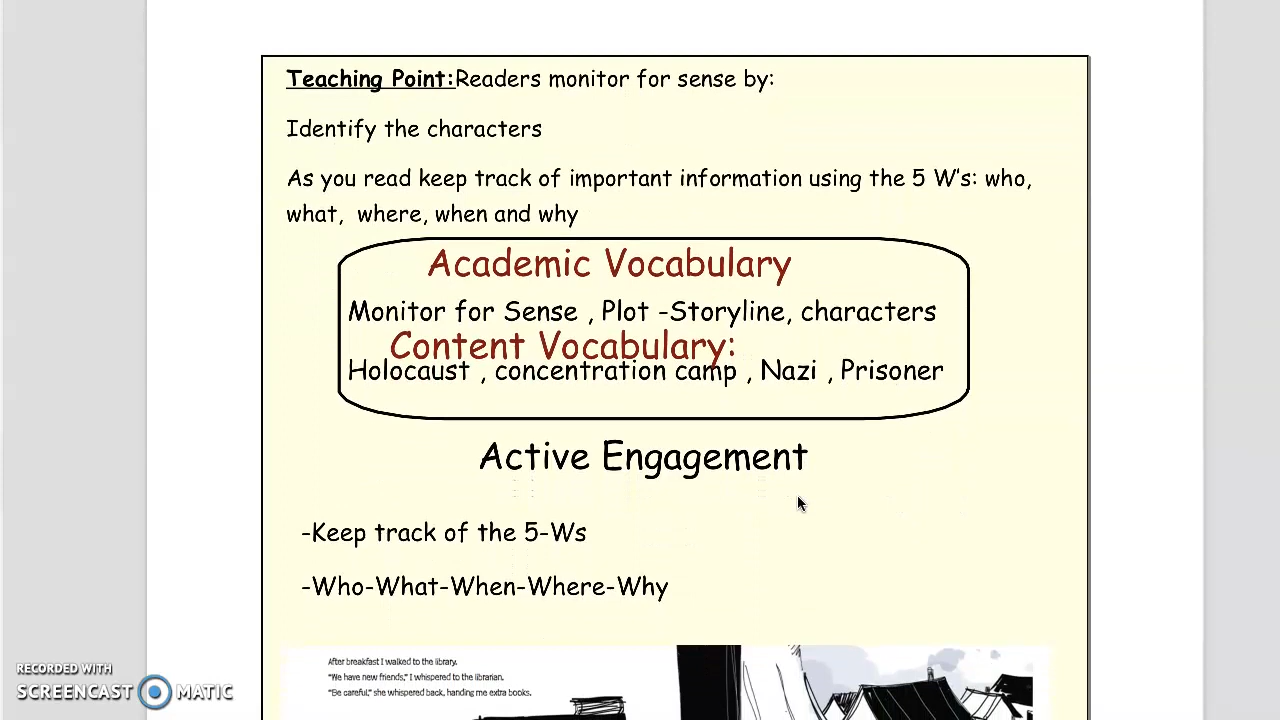 Teaching Point:Readers monitor for sense by:
Identify the characters
As you read keep track of important information using the 5 W's: who,
what, where, when and why
Academic Vocabulary
Monitor for Sense , Plot -Storyline, characters
Content Vocabulary:
Holocaust , concentration camp , Nazi , Prisoner
Active Engagement
-Keep track of the 5-Ws
-Who-What-When-Where-Why
After breakfast I walked to the library.
"We have new friends," I whispered to the librarian.
"Be careful," she whispered back, handing me extra books.
RECORDED WITH
SCREENCAST MATIC